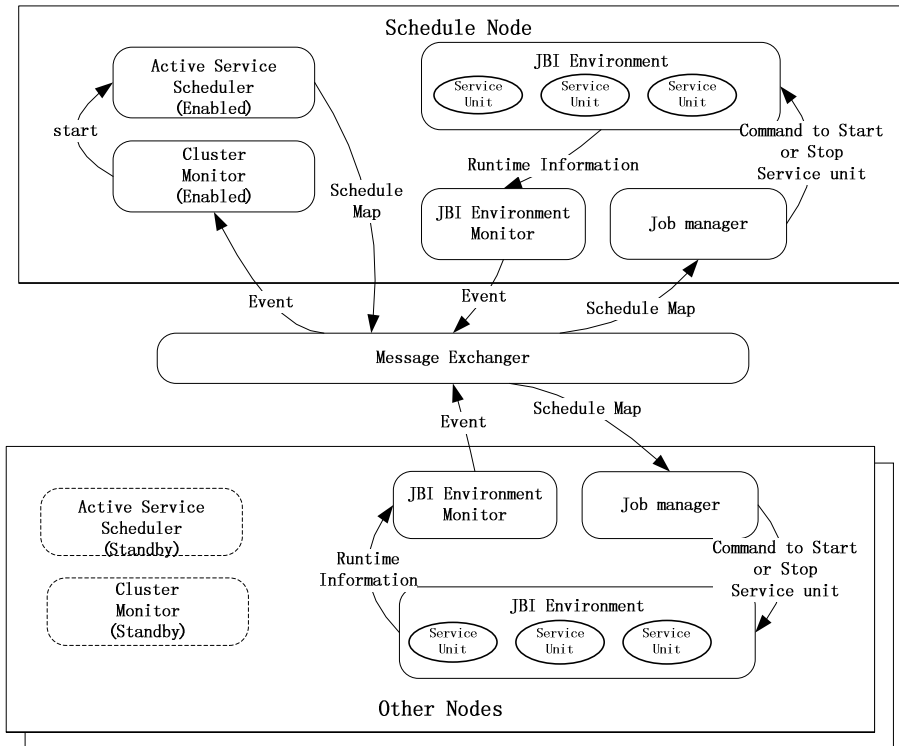 Schedule Node
Active Service
Scheduler
(Enabled)
start
Cluster
Monitor
(Enabled)
Schedule
Map
JBI Environment
Service
Unit
Service
Unit
Service
Unit
Runtime
Information
JBI Environment
Monitor
Job manager
Command to Start
or Stop
Service unit
Event
Event
Schedule Map
Message Exchanger
Event
Schedule Map
Active Service
Scheduler
(Standby)
Cluster
Monitor
(Standby)
JBI Environment
Monitor
Job manager
Runtime
Information
Command to Start
or Stop
Service unit
JBI Environment
Service
Unit
Service
Unit
Service
Unit
Other Nodes